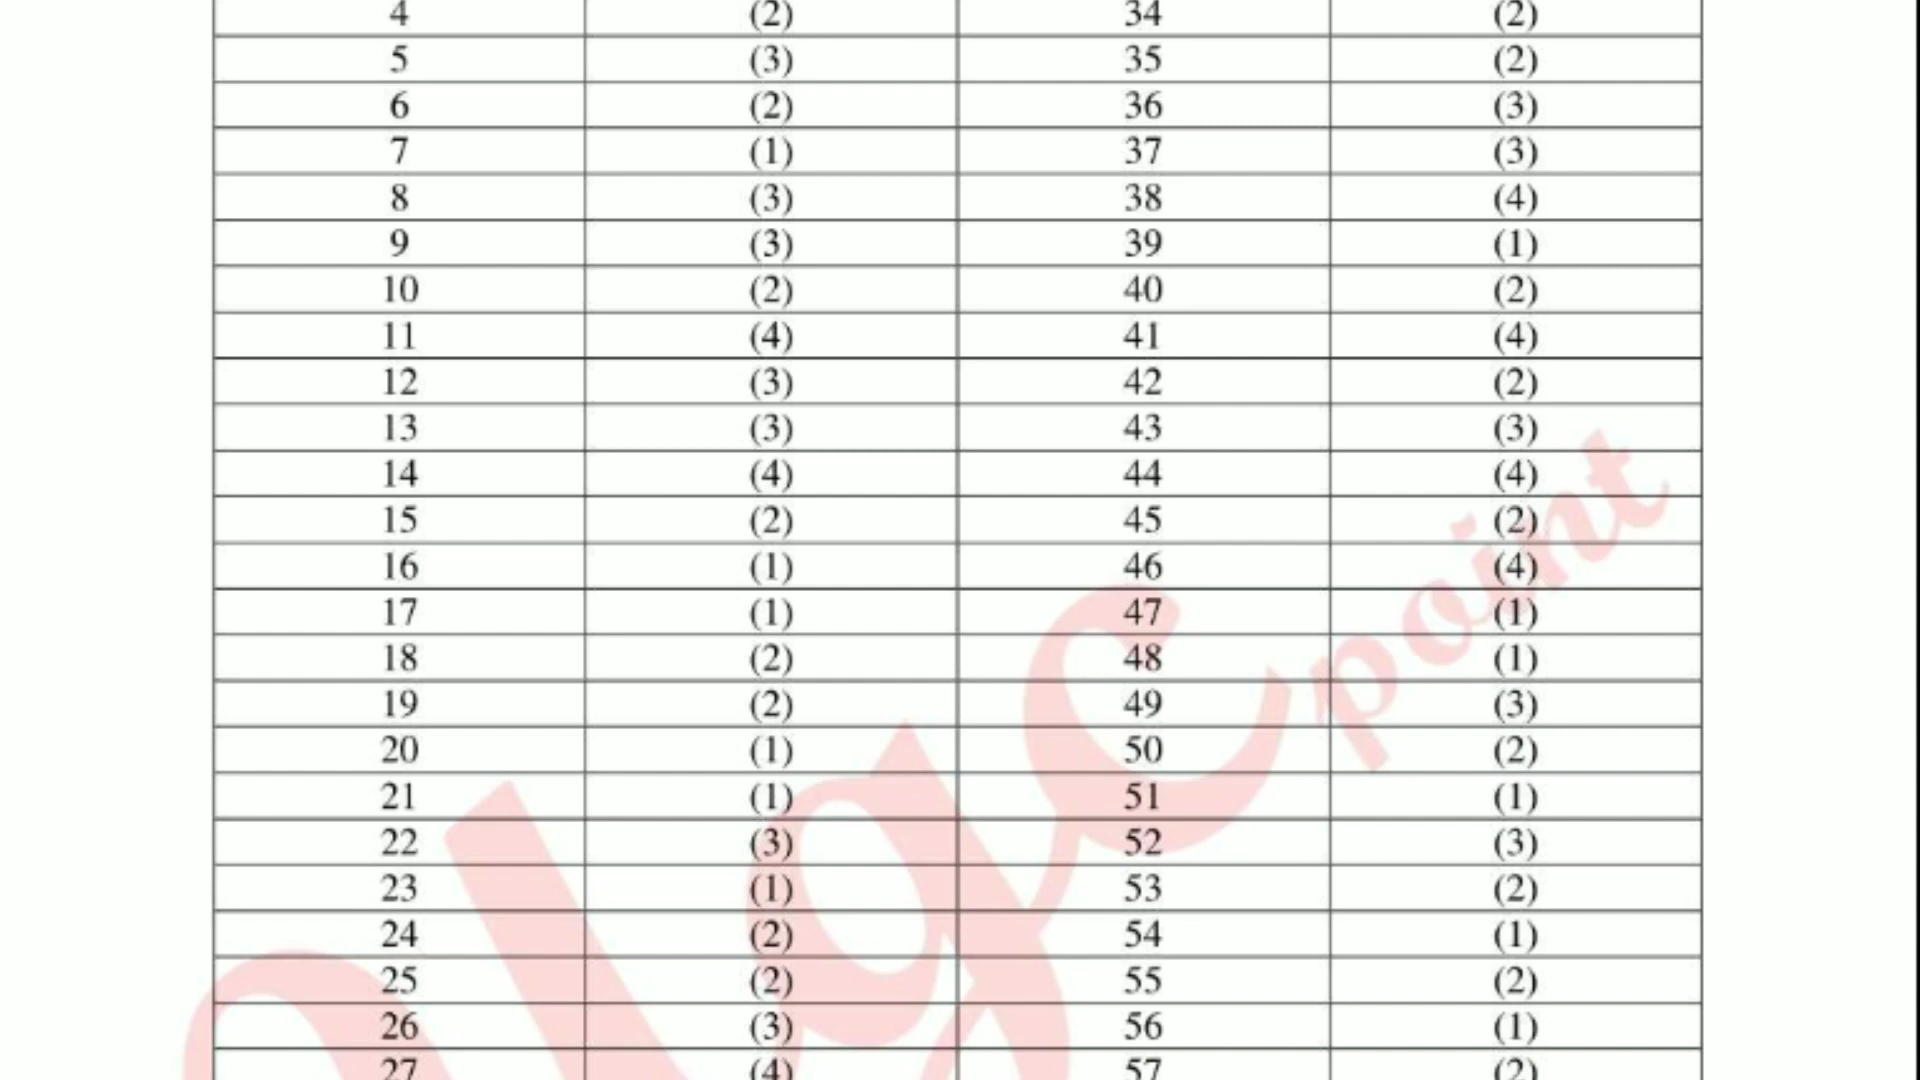 4 (2) 34 (2)
5 (3) 35 (2)
6 (2) 36 (3)
7 (1) 37 (3)
8 (3) 38 (4)
9 (3) 39 (1)
10 (2) 40 (2)
11 (4) 41 (4)
12 (3) 42 (2)
13 (3) 43 (3)
14 (4) 44 (4)
15 (2) 45 (2)
16 (1) 46 (4)
17 (1) 47 (1)
18 (2) 48 (1)
19 (2) 49 (3)
20 (1) 50 (2)
21 (1) 51 (1)
22 (3) 52 (3)
23 (1) 53 (2)
24 (2) 54 (1)
25 (2) 55 (2)
26 (3) 56 (1)
27 (4) 57 (2)
point